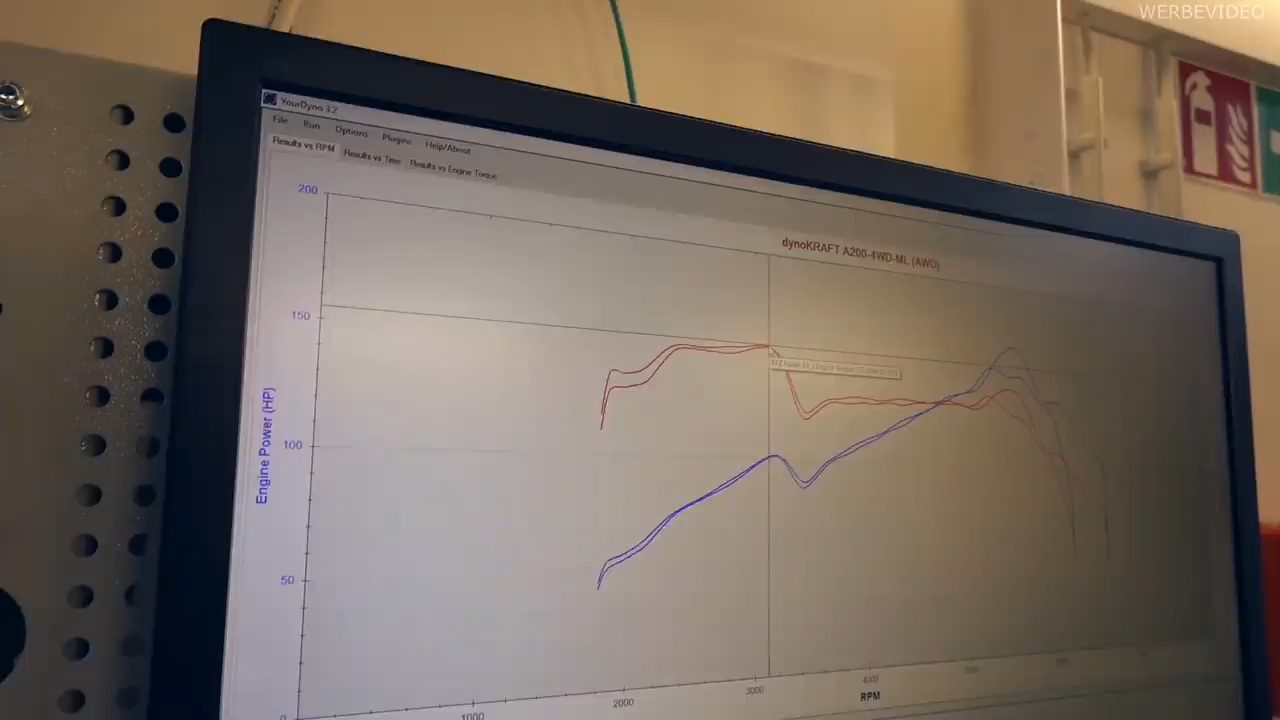 WERBEVIDEO
YourDyno 3.2
File Run Options Plugins Help/About
Results vs RPM Results vs Time Results vs Engine Torque
dynoKRAFT A200-4WD-ML (AWD)
200
150
100
50
0
Engine Power (HP)
1000 2000 3000 4000
RPM